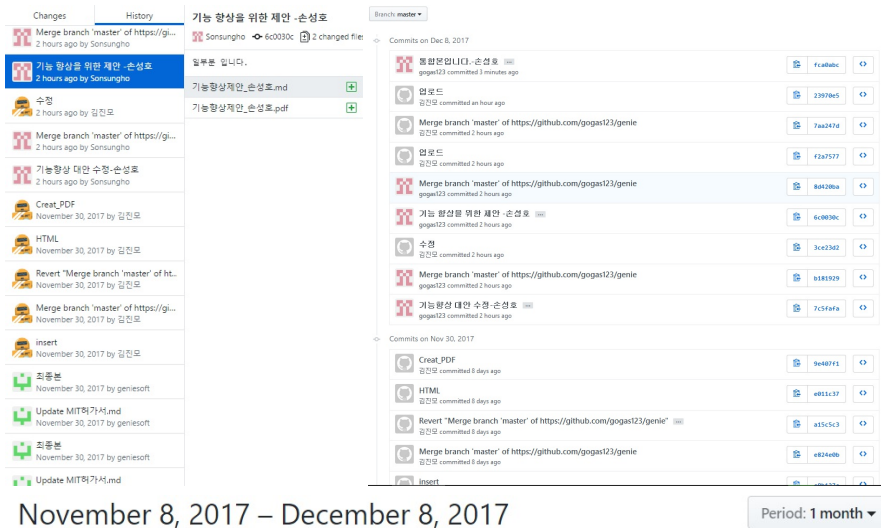 Changes History
Merge branch 'master' of https://gi...
2 hours ago by Sonsungho
기능 향상을 위한 제안 -손성호
2 hours ago by Sonsungho
수정
2 hours ago by 김진모
Merge branch 'master' of https://gi...
2 hours ago by Sonsungho
기능향상 대안 수정-손성호
2 hours ago by Sonsungho
Creat_PDF
November 30, 2017 by 김진모
HTML
November 30, 2017 by 김진모
Revert "Merge branch 'master' of ht...
November 30, 2017 by 김진모
Merge branch 'master' of https://gi...
November 30, 2017 by 김진모
insert
November 30, 2017 by 김진모
최종본
November 30, 2017 by geniesoft
Update MIT허가서.md
November 30, 2017 by geniesoft
최종본
November 30, 2017 by geniesoft
Update MIT허가서.md
기능 향상을 위한 제안 -손성호
Sonsungho 6c0030c 2 changed files
일부분 입니다.
기능향상제안_손성호.md
기능향상제안_손성호.pdf
Branch: master
Commits on Dec 8, 2017
통합본입니다.-손성호 ...
gogas123 committed 3 minutes ago
fca0abc
업로드
김진모 committed an hour ago
23970e5
Merge branch 'master' of https://github.com/gogas123/genie
김진모 committed 2 hours ago
7aa247d
업로드
김진모 committed 2 hours ago
f2a7577
Merge branch 'master' of https://github.com/gogas123/genie
gogas123 committed 2 hours ago
8d420ba
기능 향상을 위한 제안 -손성호 ...
gogas123 committed 2 hours ago
6c0030c
수정
김진모 committed 2 hours ago
3ce23d2
Merge branch 'master' of https://github.com/gogas123/genie
gogas123 committed 2 hours ago
b181929
기능향상 대안 수정-손성호 ...
gogas123 committed 2 hours ago
7c5fafa
Commits on Nov 30, 2017
Creat_PDF
김진모 committed 8 days ago
9e407f1
HTML
김진모 committed 8 days ago
e011c37
Revert "Merge branch 'master' of https://github.com/gogas123/genie" ...
김진모 committed 8 days ago
a15c5c3
Merge branch 'master' of https://github.com/gogas123/genie
김진모 committed 8 days ago
e824e0b
insert
November 8, 2017 – December 8, 2017
Period: 1 month